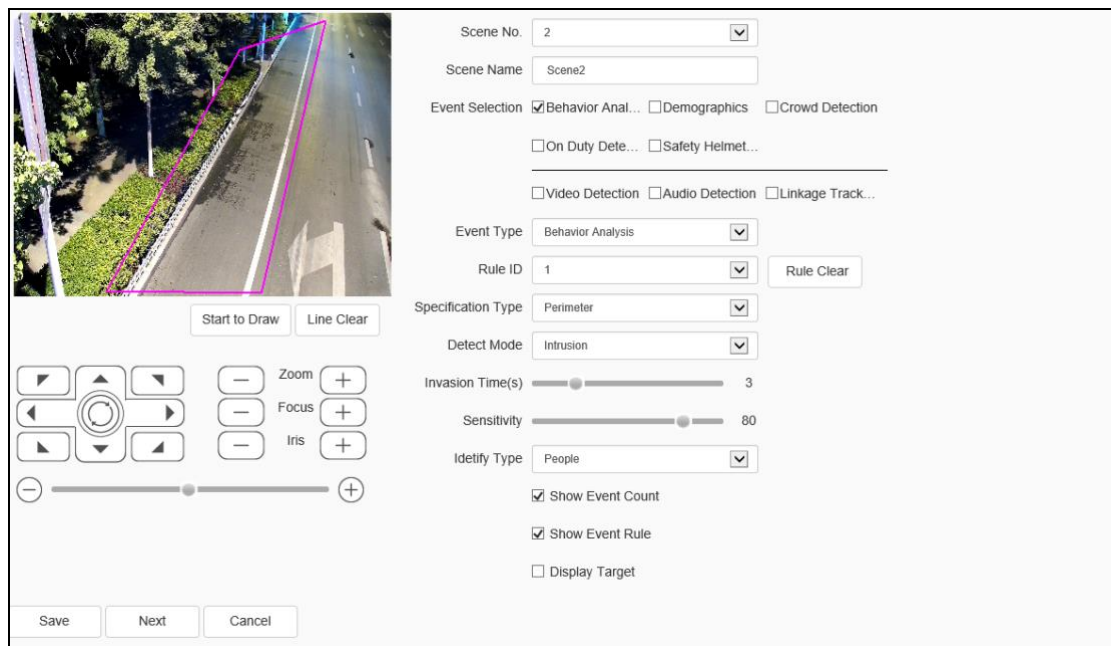 Scene No. 2
Scene Name Scene2
Event Selection Behavior Anal... Demographics Crowd Detection
On Duty Dete... Safety Helmet...
Video Detection Audio Detection Linkage Track...
Event Type Behavior Analysis
Rule ID 1 Rule Clear
Specification Type Perimeter
Start to Draw Line Clear
Detect Mode Intrusion
Zoom
Focus
Iris
Invasion Time(s) 3
Sensitivity 80
Idetify Type People
Show Event Count
Show Event Rule
Display Target
Save Next Cancel